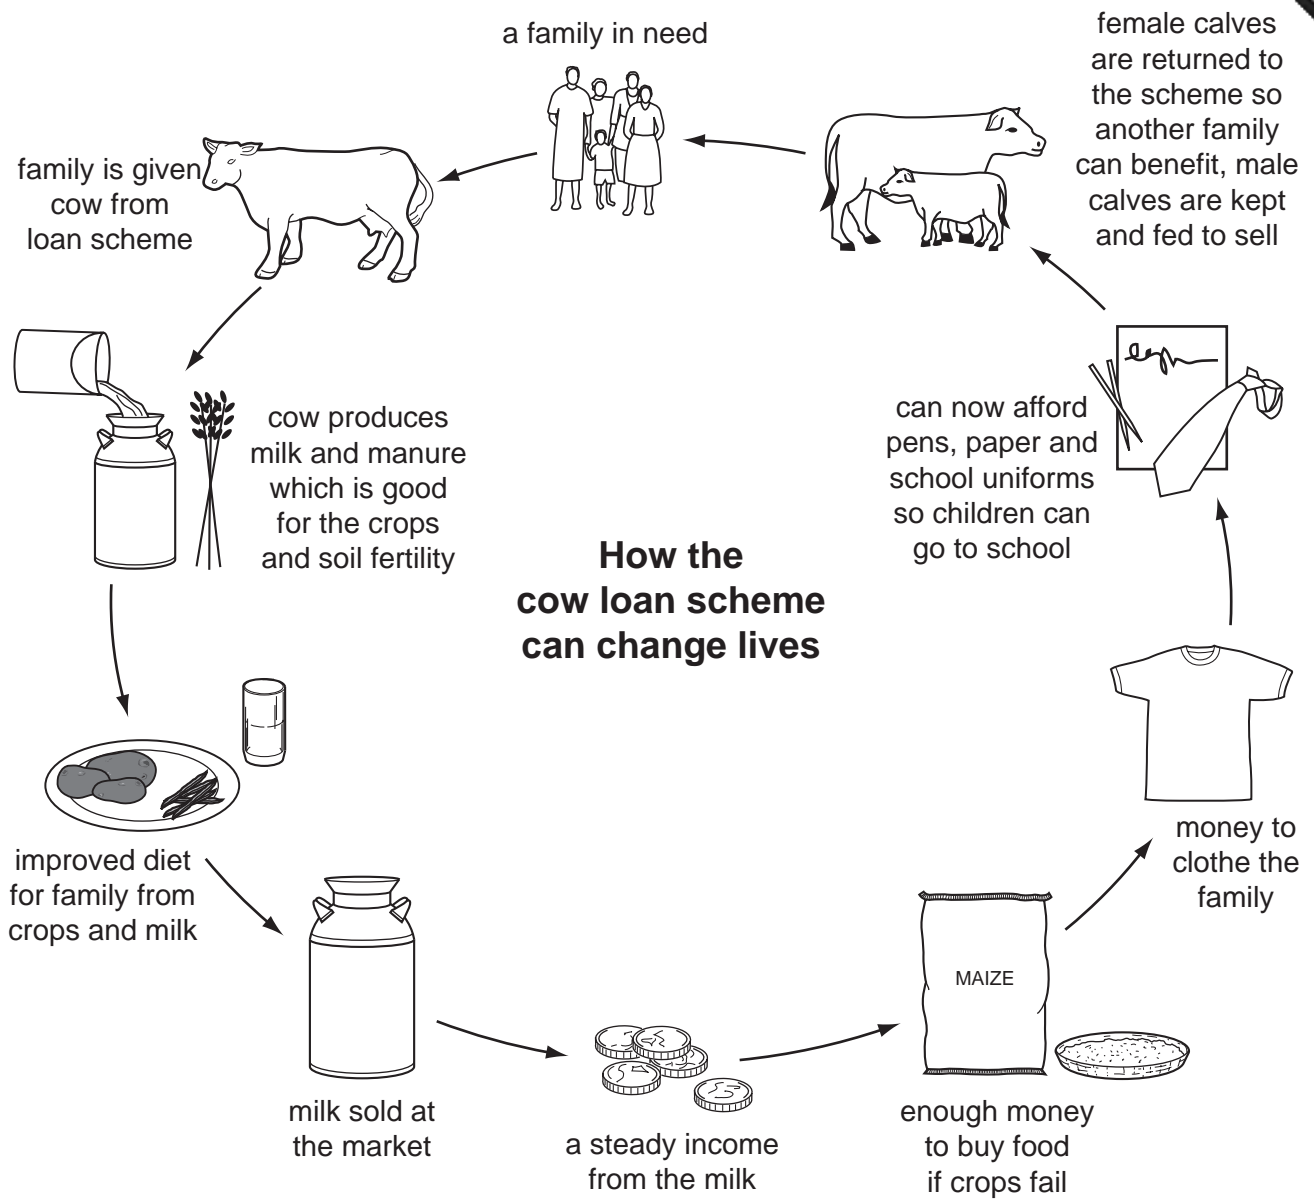 a family in need
family is given
cow from
loan scheme
cow produces
milk and manure
which is good
for the crops
and soil fertility
improved diet
for family from
crops and milk
milk sold at
the market
a steady income
from the milk
MAIZE
enough money
to buy food
if crops fail
money to
clothe the
family
can now afford
pens, paper and
school uniforms
so children can
go to school
female calves
are returned to
the scheme so
another family
can benefit, male
calves are kept
and fed to sell
How the
cow loan scheme
can change lives